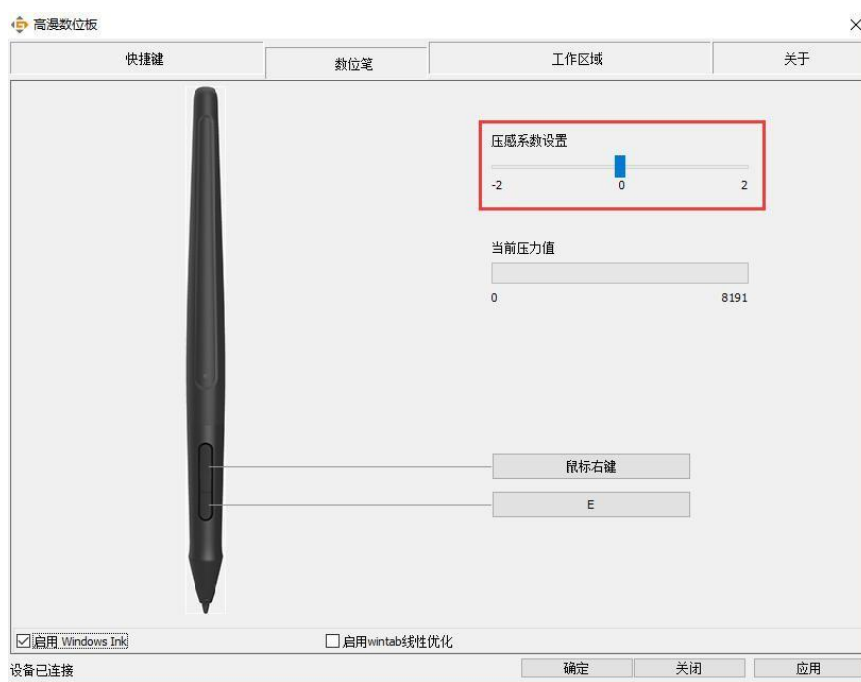 高漫数位板
快捷键
数位笔
工作区域
关于
压感系数设置
-2 0 2
当前压力值
0 8191
鼠标右键
E
启用 Windows Ink
启用wintab线性优化
设备已连接
确定
关闭
应用